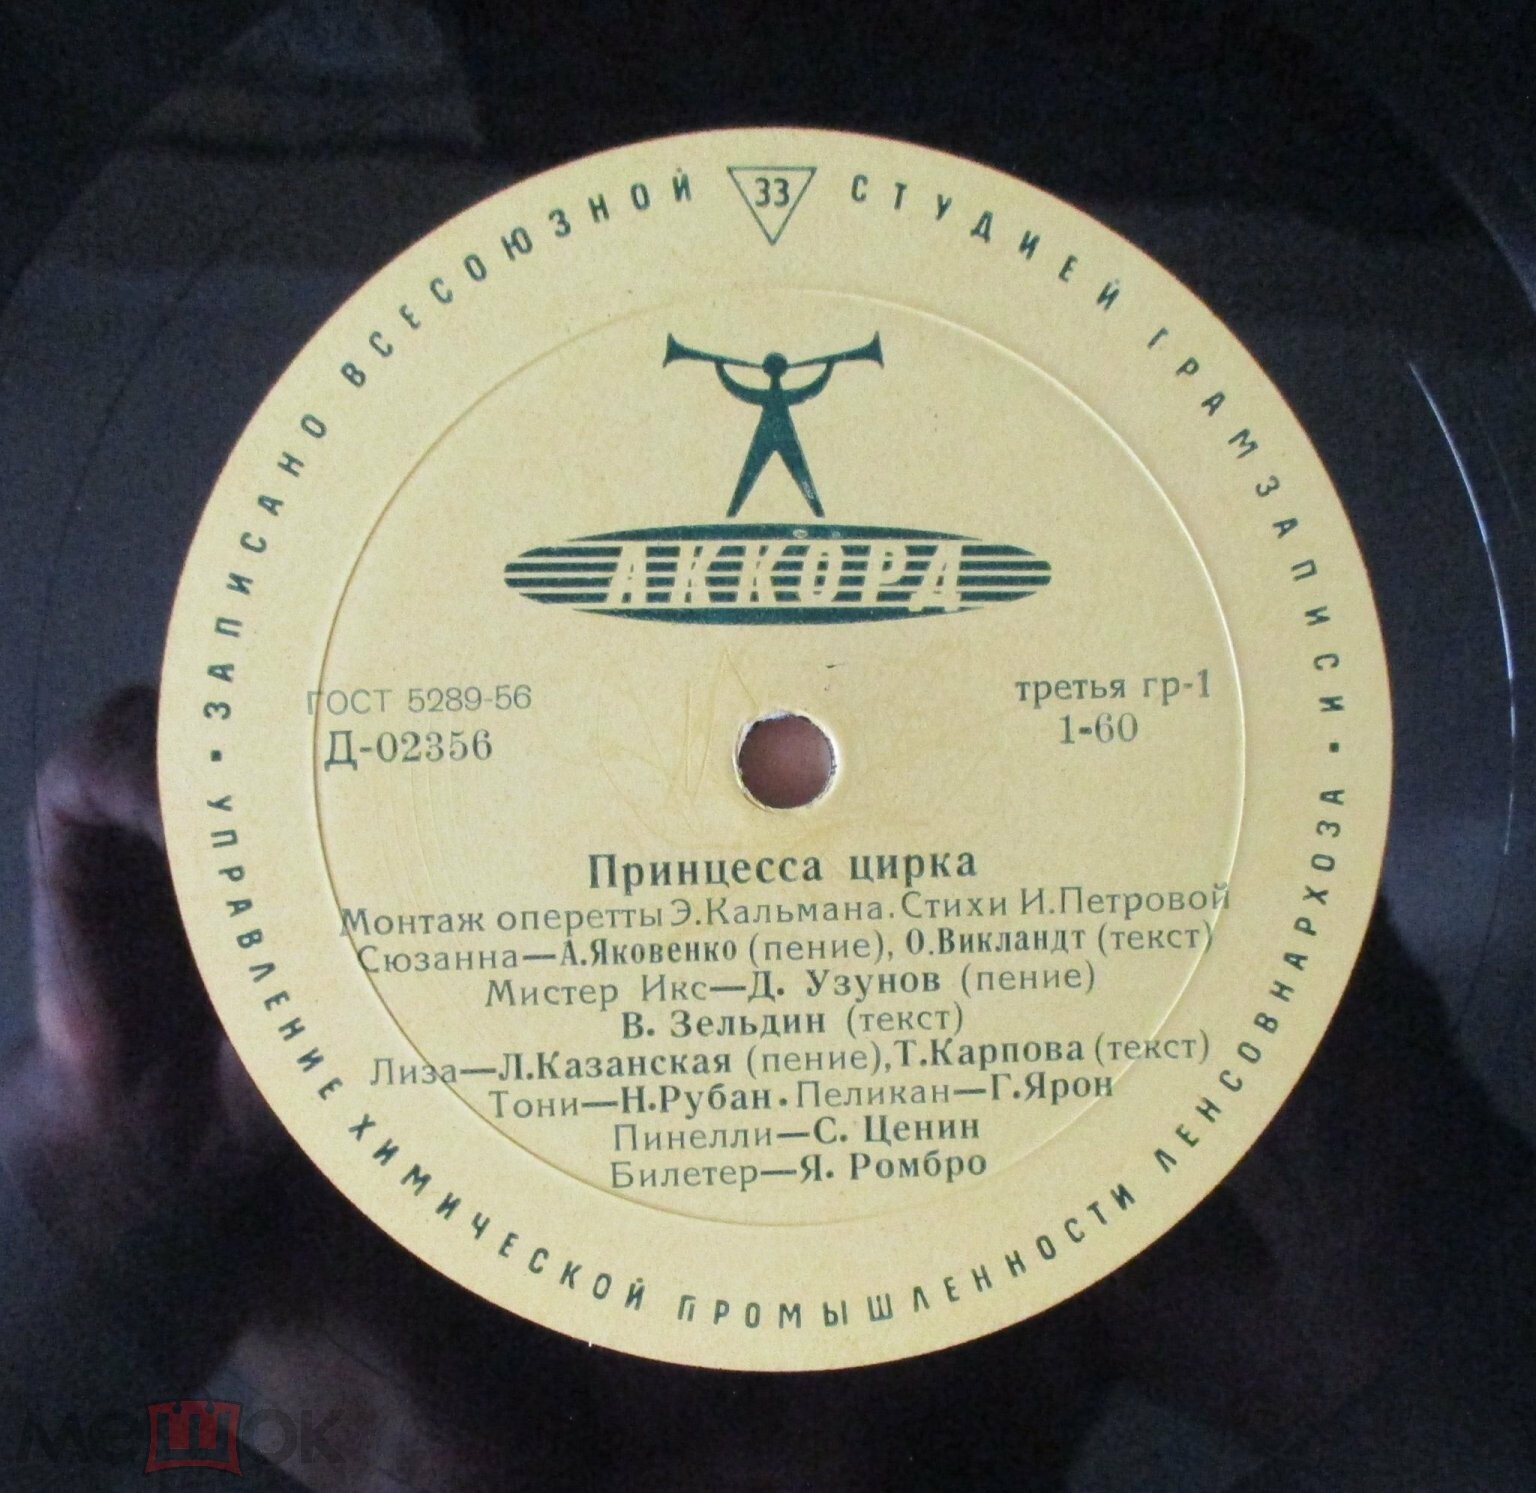 ЗАПИСАНО ВСЕСОЮЗНОЙ СТУДИЕЙ ГРАМЗАПИСИ
33
АККОРД
ГОСТ 5289-56
третья гр-1
Д-02356
1-60
Принцесса цирка
Монтаж оперетты Э.Кальмана. Стихи И.Петровой
Сюзанна—А.Яковенко (пение), О.Викландт (текст)
Мистер Икс—Д. Узунов (пение)
В. Зельдин (текст)
Лиза—Л.Казанская (пение), Т.Карпова (текст)
Тони—Н.Рубан. Пеликан—Г.Ярон
Пинелли—С. Ценин
Билетер—Я. Ромбро
УПРАВЛЕНИЕ ХИМИЧЕСКОЙ ПРОМЫШЛЕННОСТИ ЛЕНСОВНАРХОЗА
МЕШОК